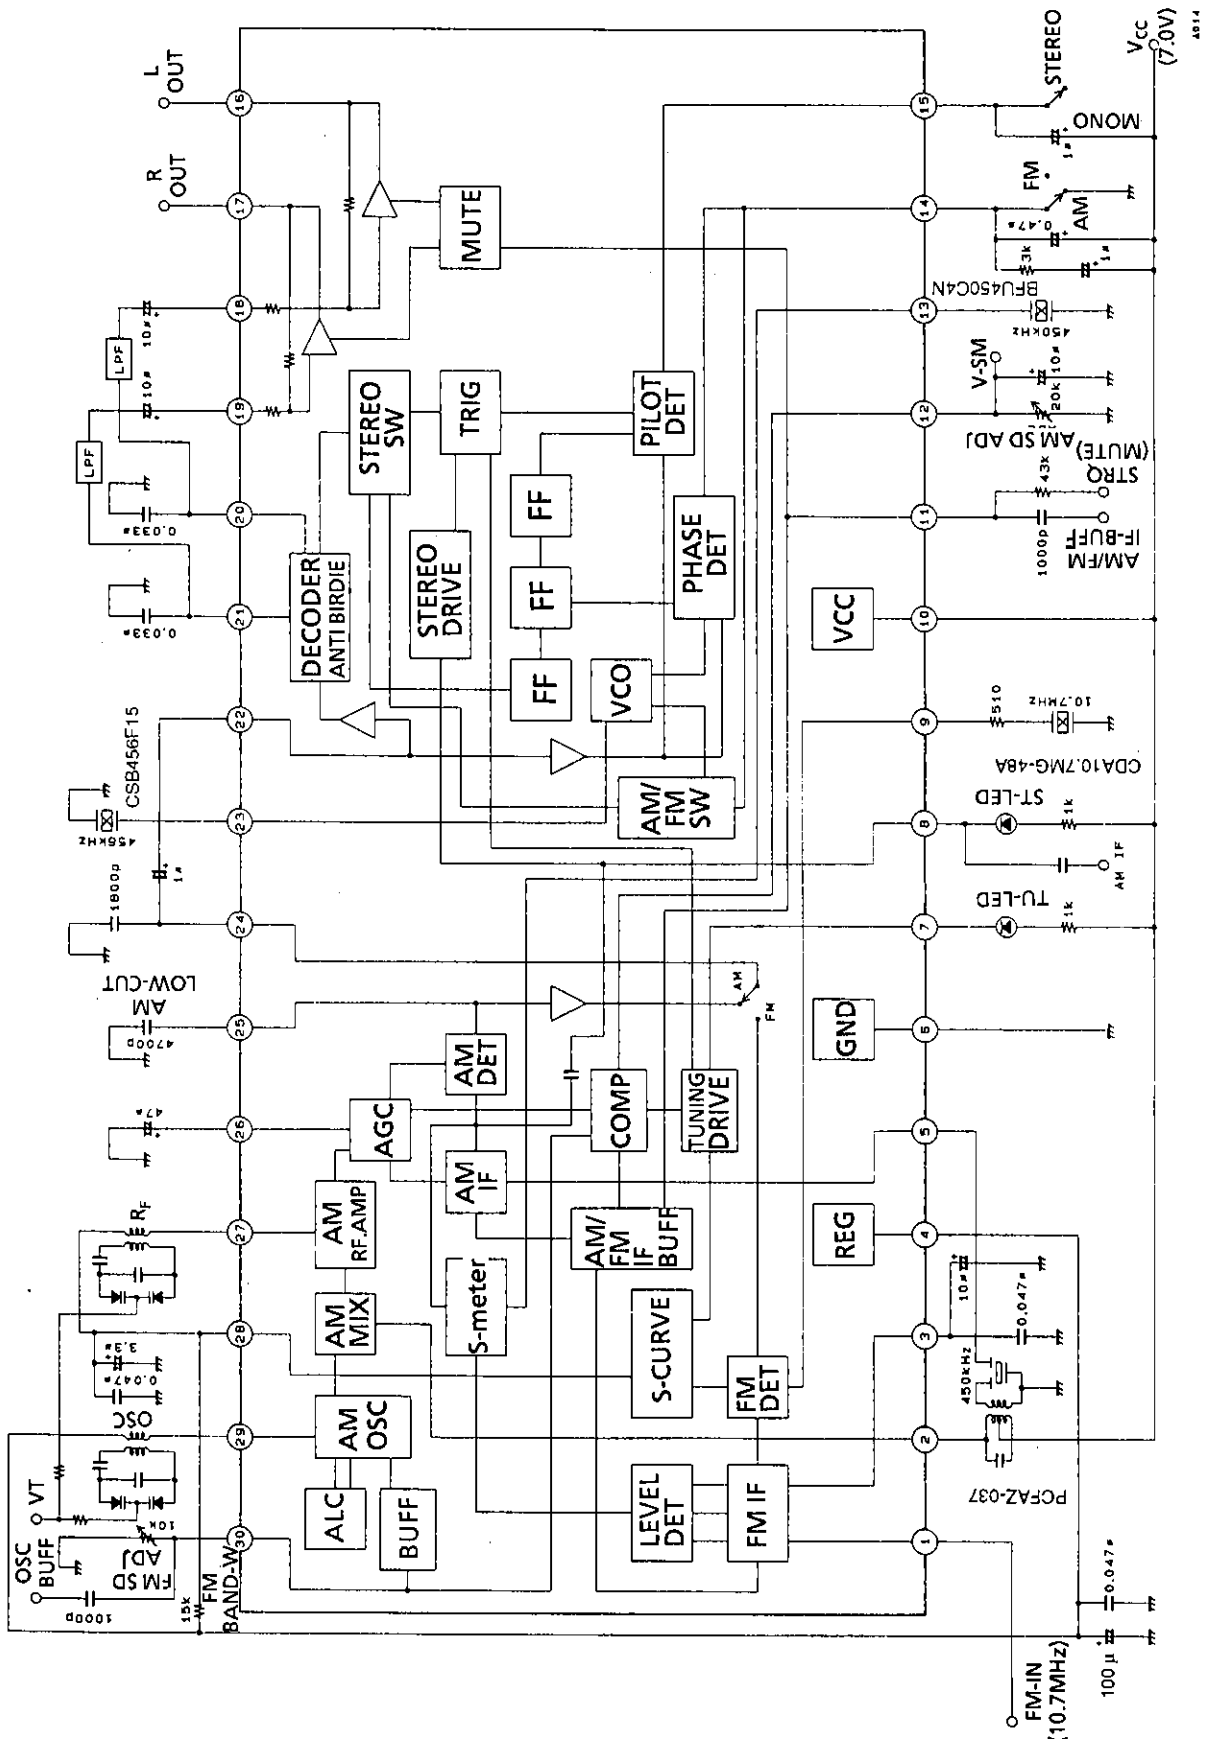 L
OUT
R
OUT
16
17
18
19
20
21
22
23
24
25
26
27
28
29
30
LPF
10µ
LPF
10µ
0.033µ
0.033µ
CSB456F15
456kHz
1µ
1800p
AM
LOW-CUT
4700p
47µ
RF
3.3µ
0.047µ
OSC
VT
10k
OSC
BUFF
FM SD
ADJ
1000p
15k
FM
BAND-W
MUTE
STEREO
SW
TRIG
PILOT
DET
DECODER
ANTI BIRDIE
STEREO
DRIVE
FF
FF
FF
PHASE
DET
VCO
AM/
FM
SW
VCC
AM
FM
AM
DET
AGC
COMP
TUNING
DRIVE
GND
AM
IF
AM
RF.AMP
AM/
FM IF
BUFF
REG
AM
MIX
S-meter
S-CURVE
FM
DET
AM
OSC
ALC
BUFF
LEVEL
DET
FM IF
15
14
13
12
11
10
9
8
7
6
5
4
3
2
1
STEREO
MONO
1µ
VCC
(7.0V)
FM
AM
0.47µ
3k
1µ
BFU450C4N
450kHz
V-SM
10µ
20k
AM SD ADJ
(MUTE)
STRQ
43k
1000p
AM/FM
IF-BUFF
510
10.7MHz
CDA10.7MG-48A
ST-LED
1k
AM IF
TU-LED
1k
10µ
0.047µ
450kHz
PCFAZ-037
0.047µ
100 µ
FM-IN
(10.7MHz)